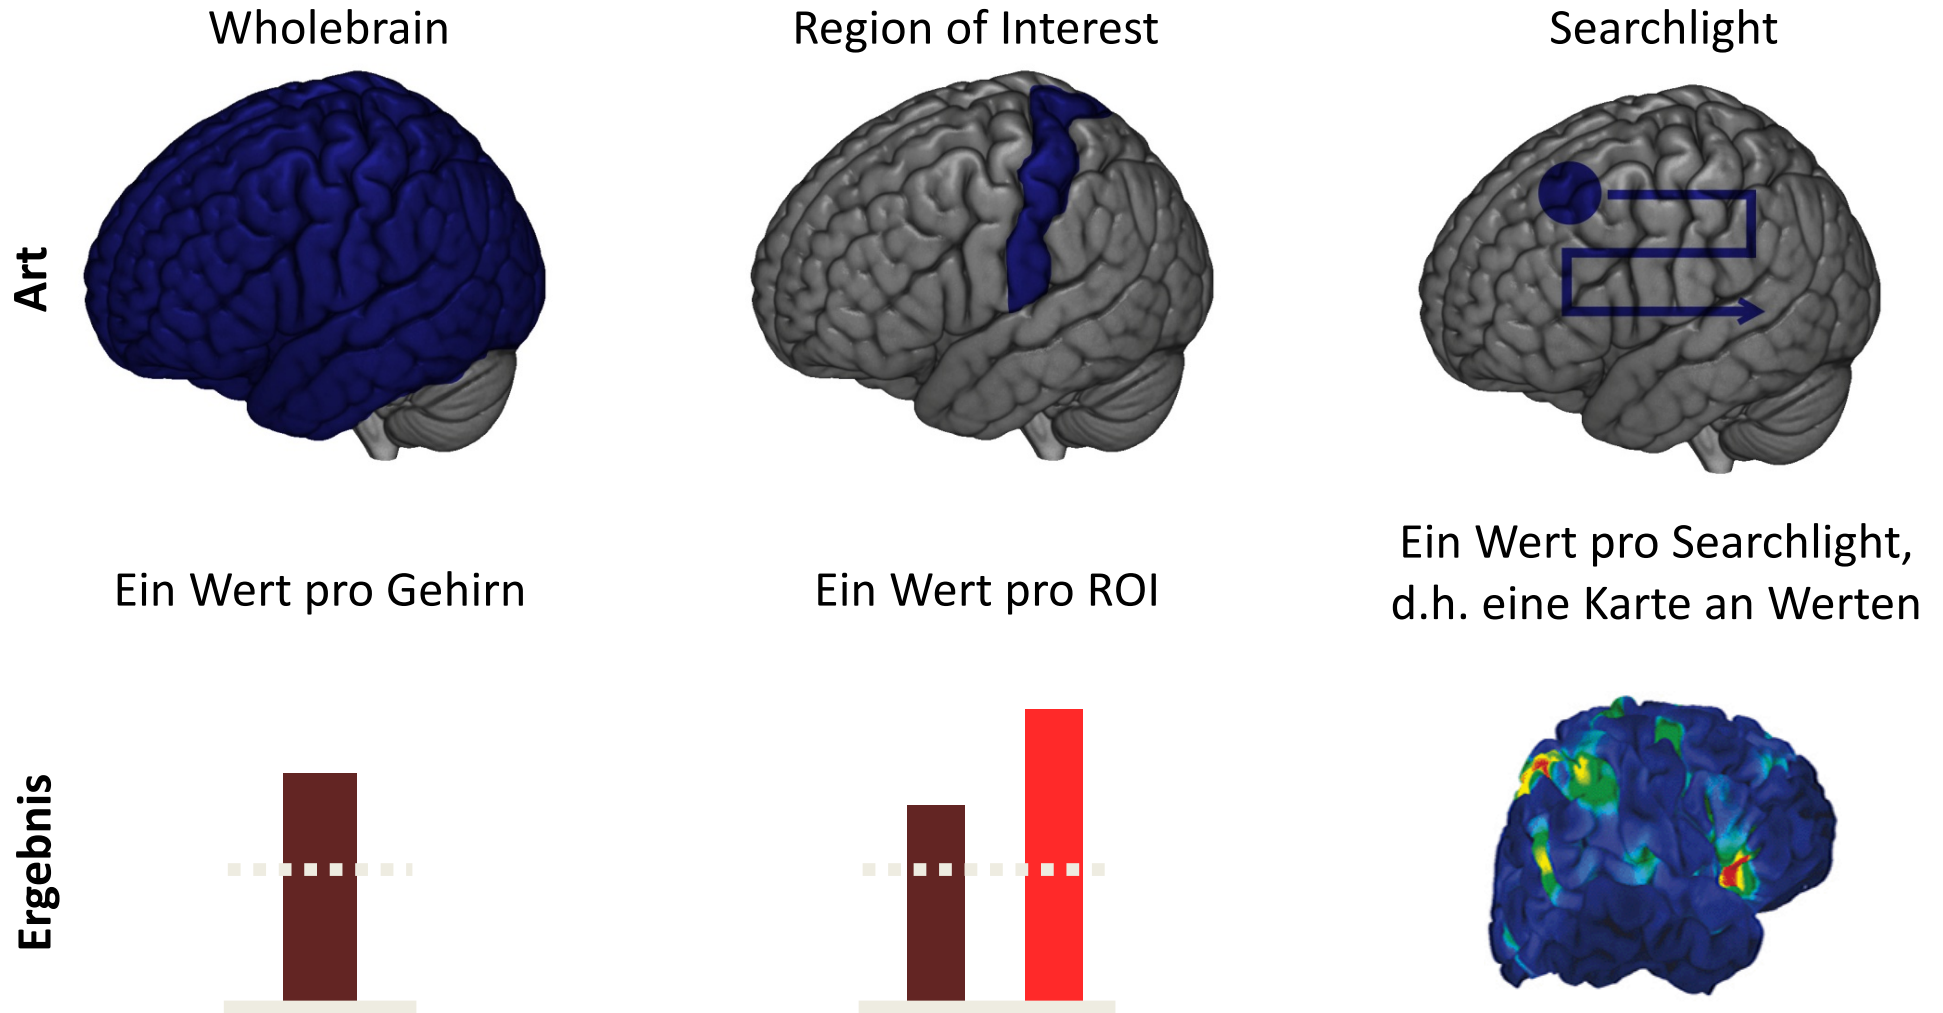 Wholebrain
Region of Interest
Searchlight
Art
Ein Wert pro Gehirn
Ein Wert pro ROI
Ein Wert pro Searchlight,
d.h. eine Karte an Werten
Ergebnis